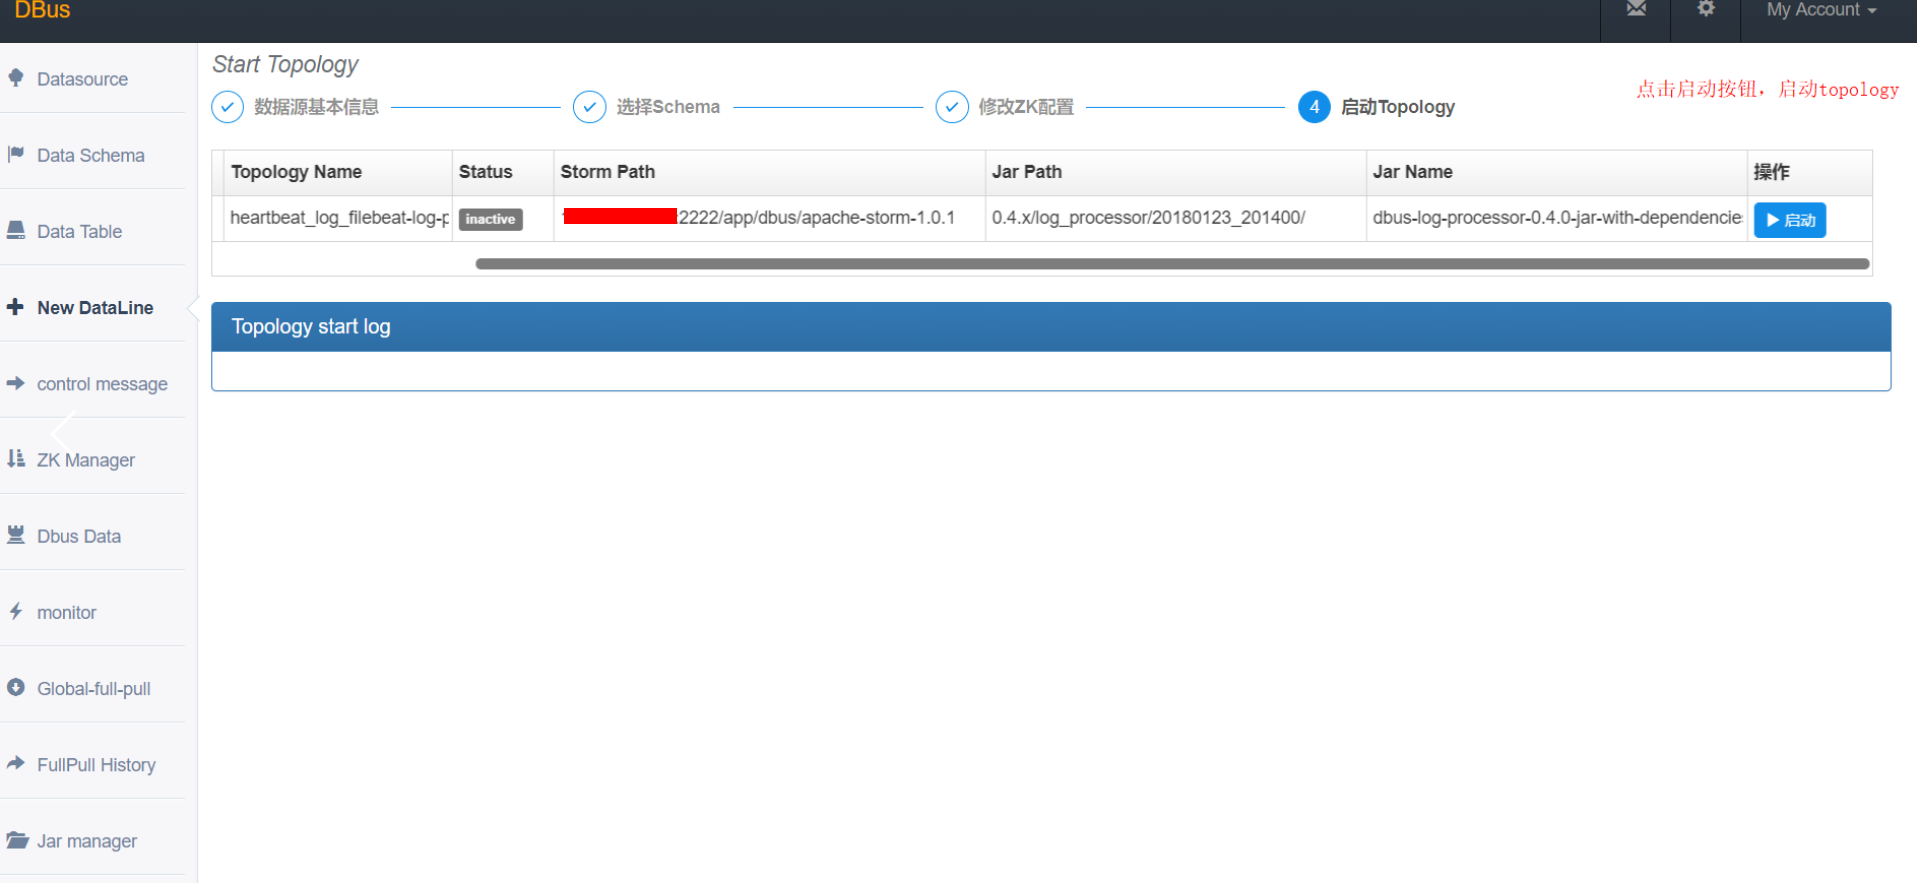 DBus
My Account
Datasource
Data Schema
Data Table
New DataLine
control message
ZK Manager
Dbus Data
monitor
Global-full-pull
FullPull History
Jar manager
Start Topology
点击启动按钮，启动topology
数据源基本信息
选择Schema
修改ZK配置
4 启动Topology
Topology Name Status Storm Path Jar Path Jar Name 操作
heartbeat_log_filebeat-log-p inactive 2222/app/dbus/apache-storm-1.0.1 0.4.x/log_processor/20180123_201400/ dbus-log-processor-0.4.0-jar-with-dependencie 启动
Topology start log